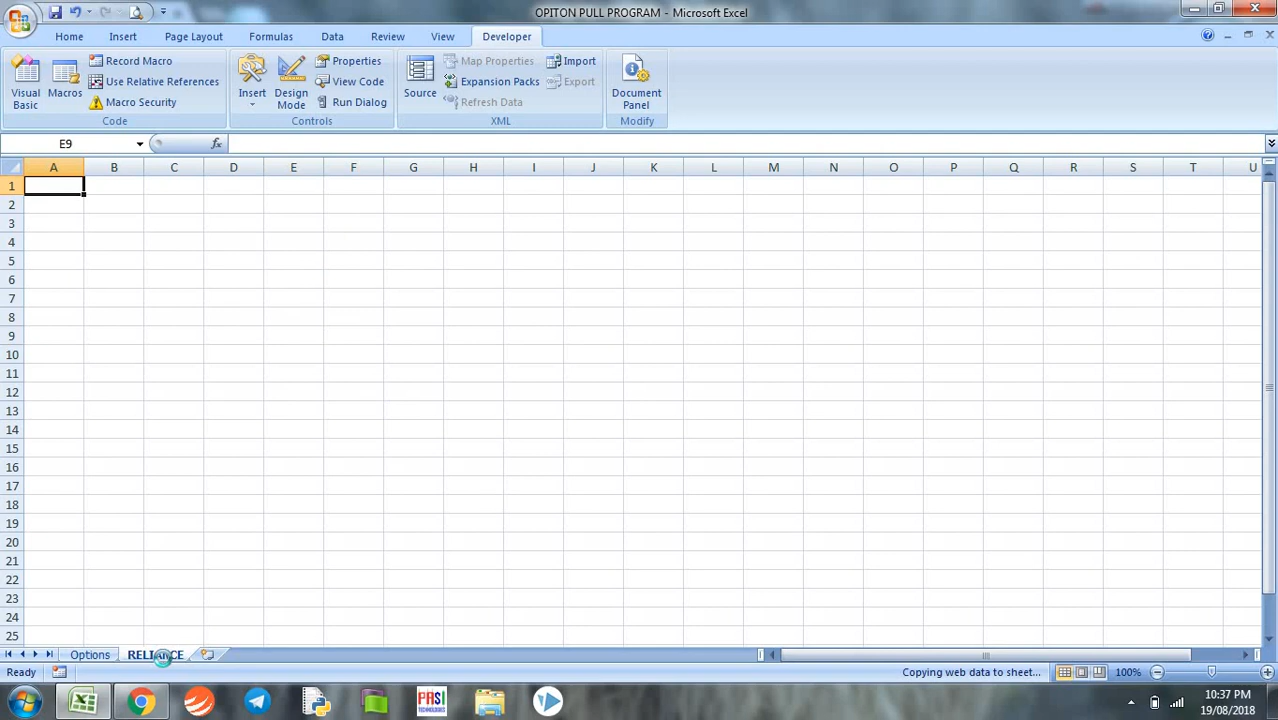 OPITON PULL PROGRAM - Microsoft Excel
Home Insert Page Layout Formulas Data Review View Developer
Visual Basic
Macros
Record Macro
Use Relative References
Macro Security
Code
Insert
Design Mode
Properties
View Code
Run Dialog
Controls
Source
Map Properties
Expansion Packs
Refresh Data
Import
Export
XML
Document Panel
Modify
E9 fx
A B C D E F G H I J K L M N O P Q R S T U
1
2
3
4
5
6
7
8
9
10
11
12
13
14
15
16
17
18
19
20
21
22
23
24
25
Options RELIANCE
Ready Copying web data to sheet... 100%
PRSI
TECHNOLOGIES
10:37 PM
19/08/2018